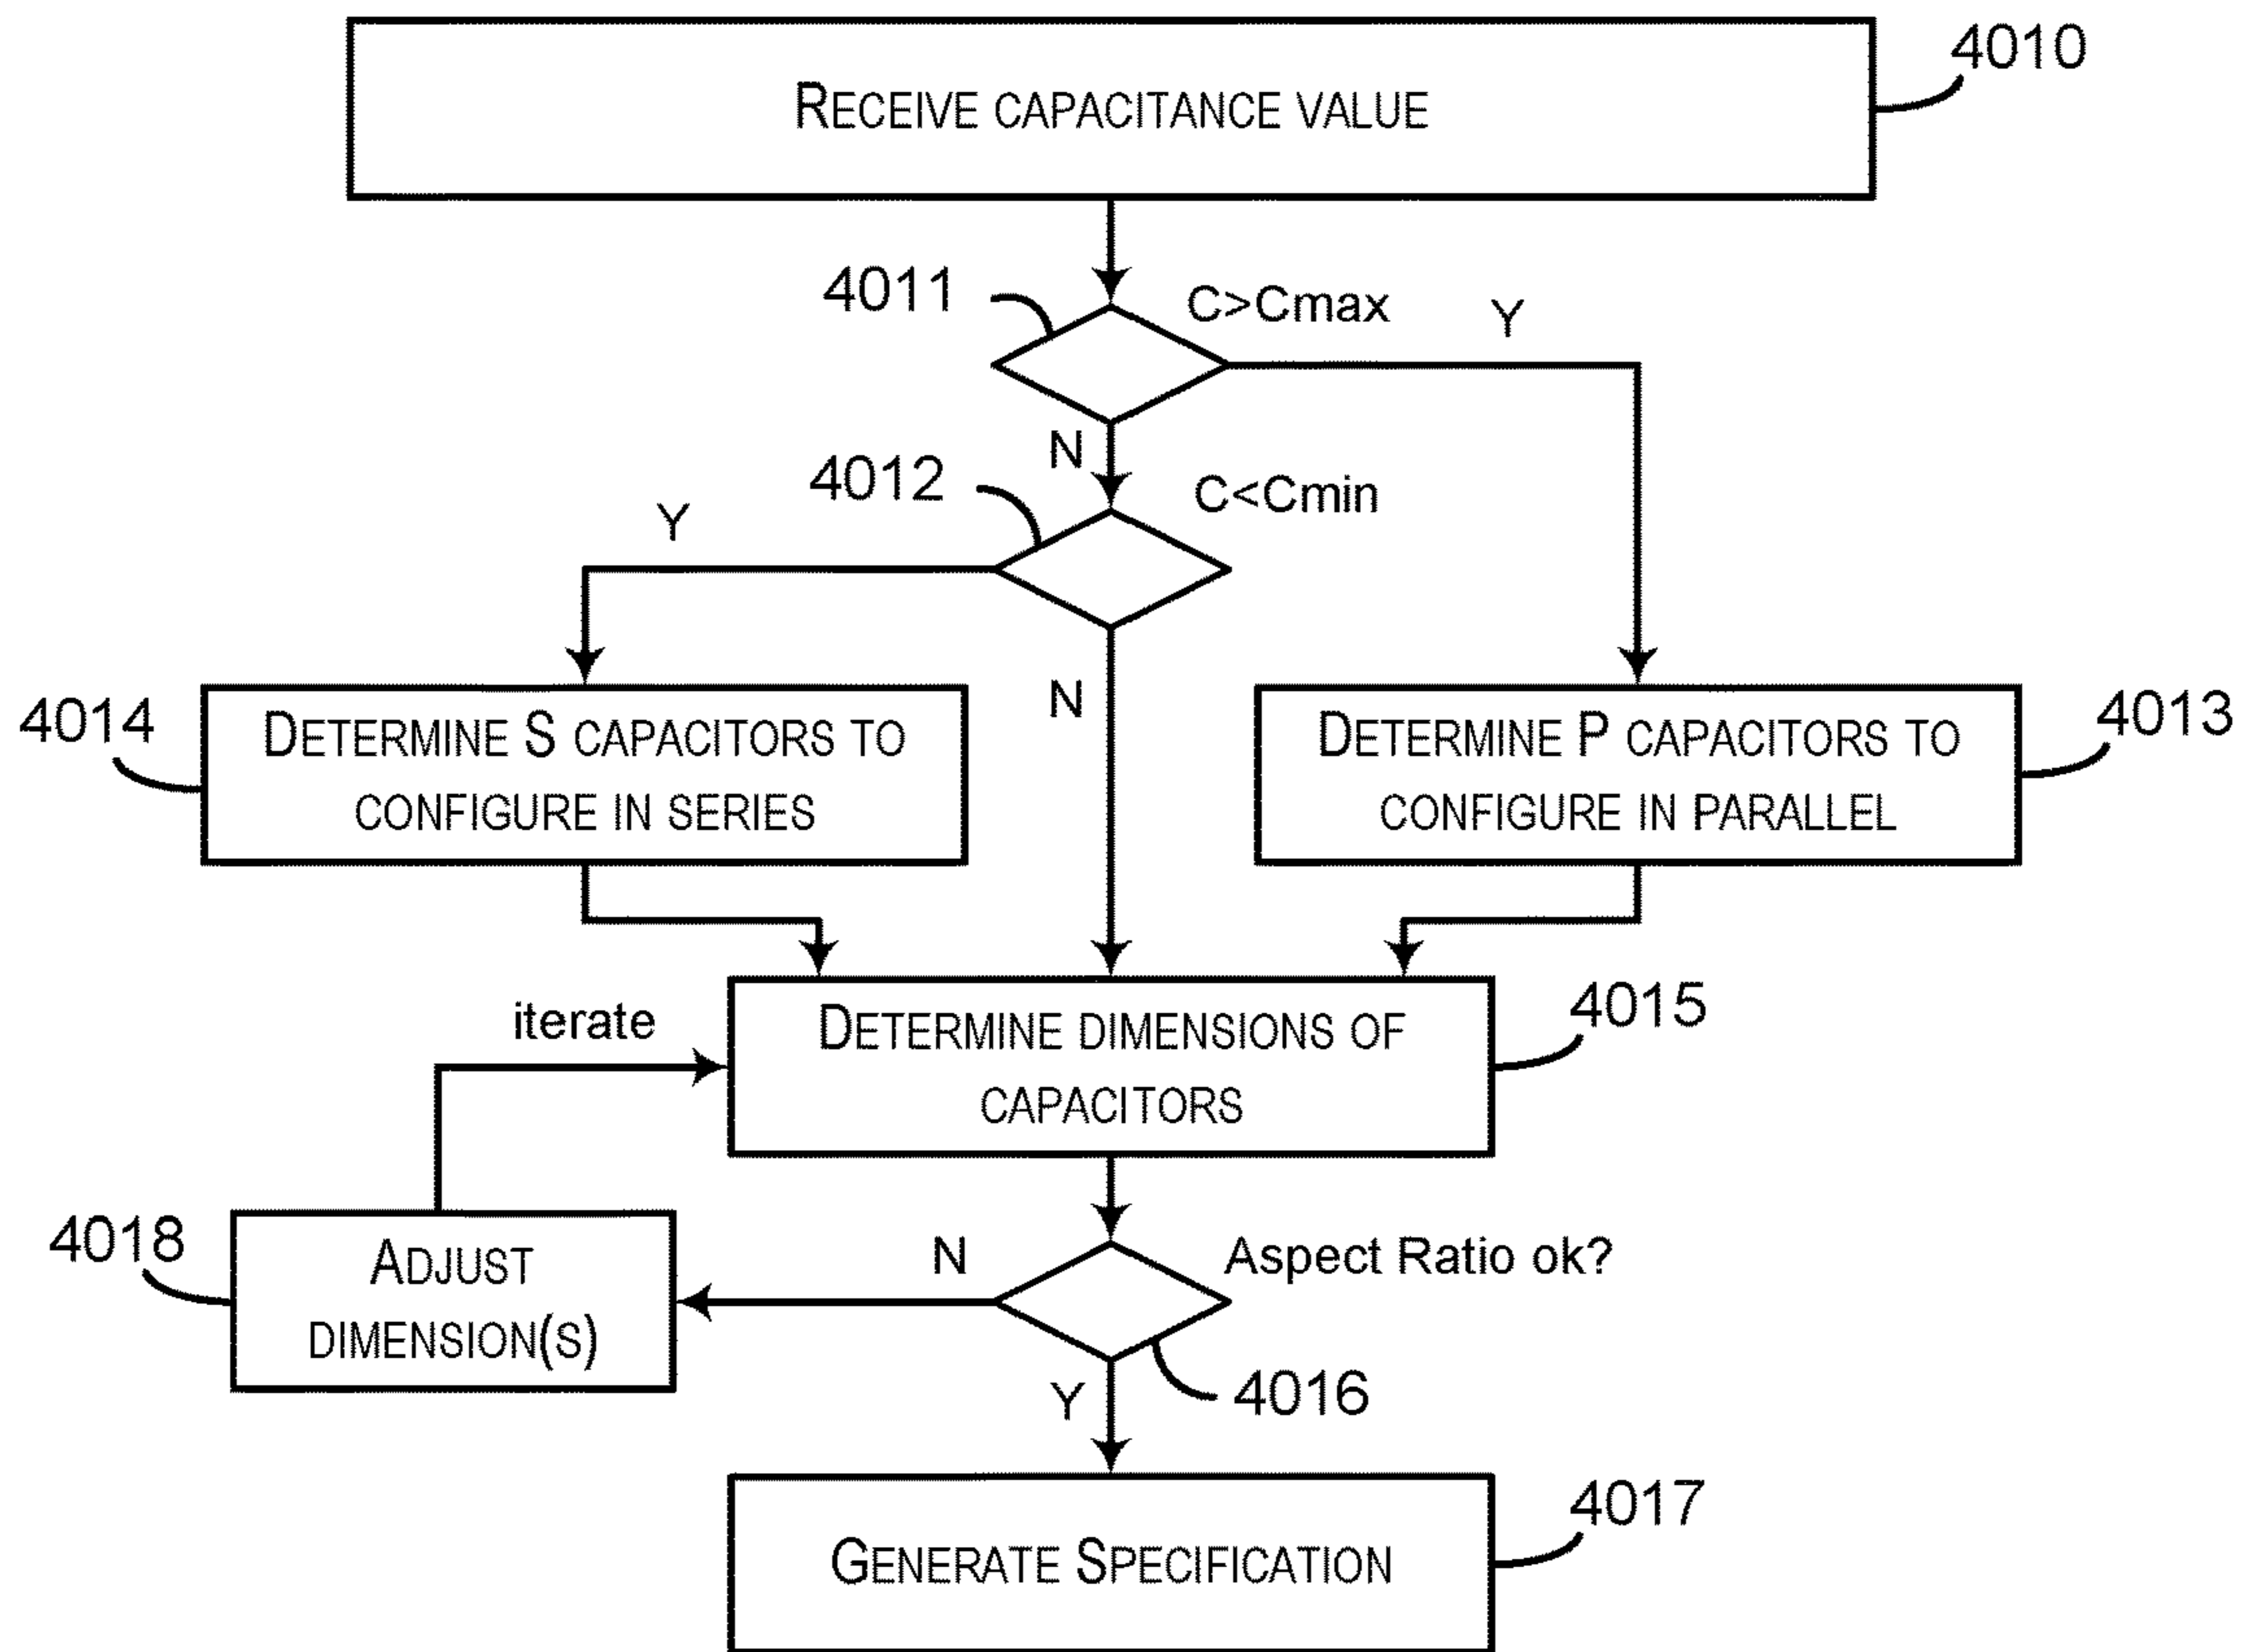 4010
RECEIVE CAPACITANCE VALUE
4011
C>Cmax
Y
N
4012
C<Cmin
Y
N
4014
DETERMINE S CAPACITORS TO
CONFIGURE IN SERIES
DETERMINE P CAPACITORS TO
CONFIGURE IN PARALLEL
4013
iterate
DETERMINE DIMENSIONS OF
CAPACITORS
4015
4018
ADJUST
DIMENSION(S)
N
Aspect Ratio ok?
4016
Y
GENERATE SPECIFICATION
4017